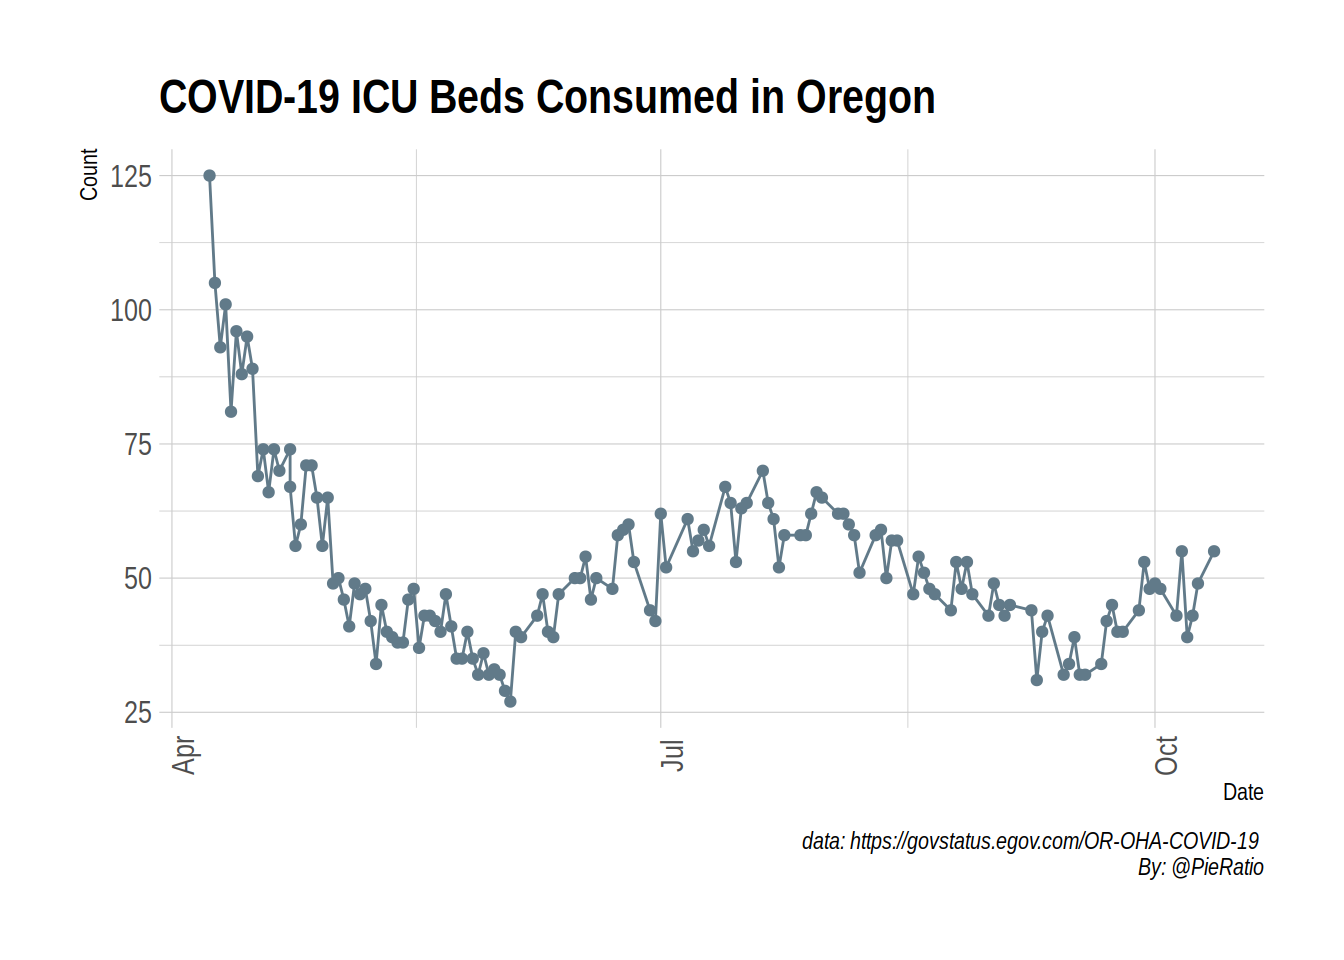 COVID-19 ICU Beds Consumed in Oregon
Count
125
100
75
50
25
Apr
Jul
Oct
Date
data: https://govstatus.egov.com/OR-OHA-COVID-19
By: @PieRatio